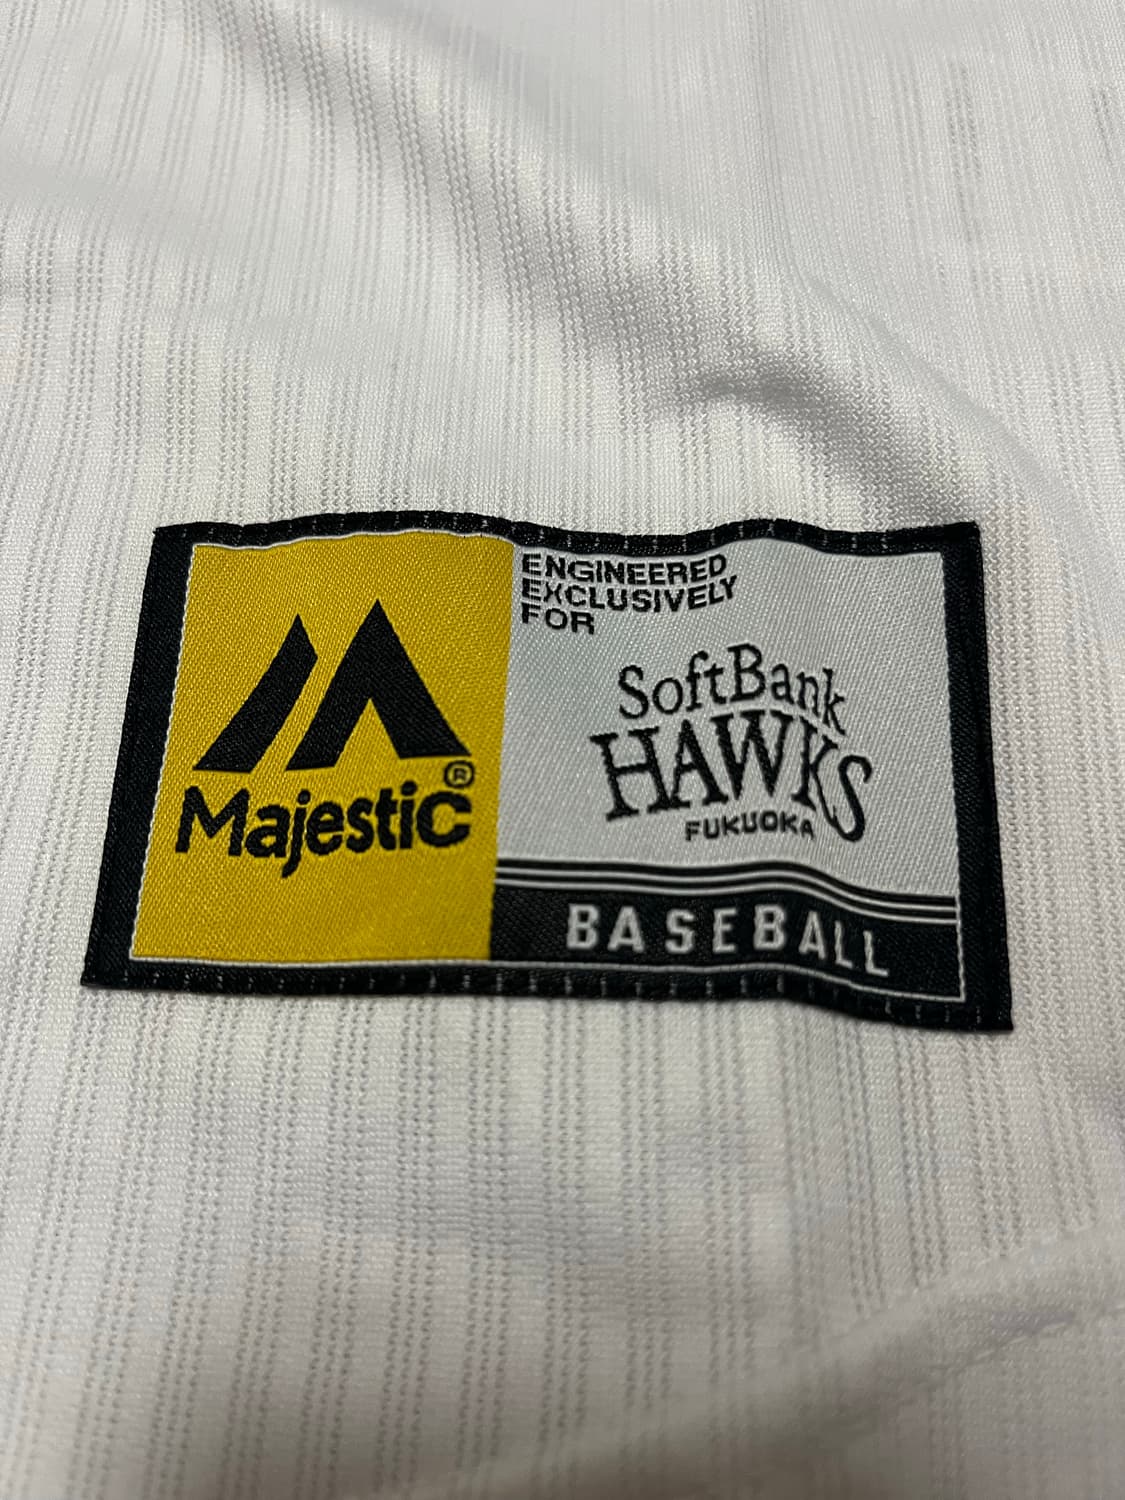 Majestic®
ENGINEERED
EXCLUSIVELY
FOR
SoftBank
HAWKS
FUKUOKA
BASEBALL